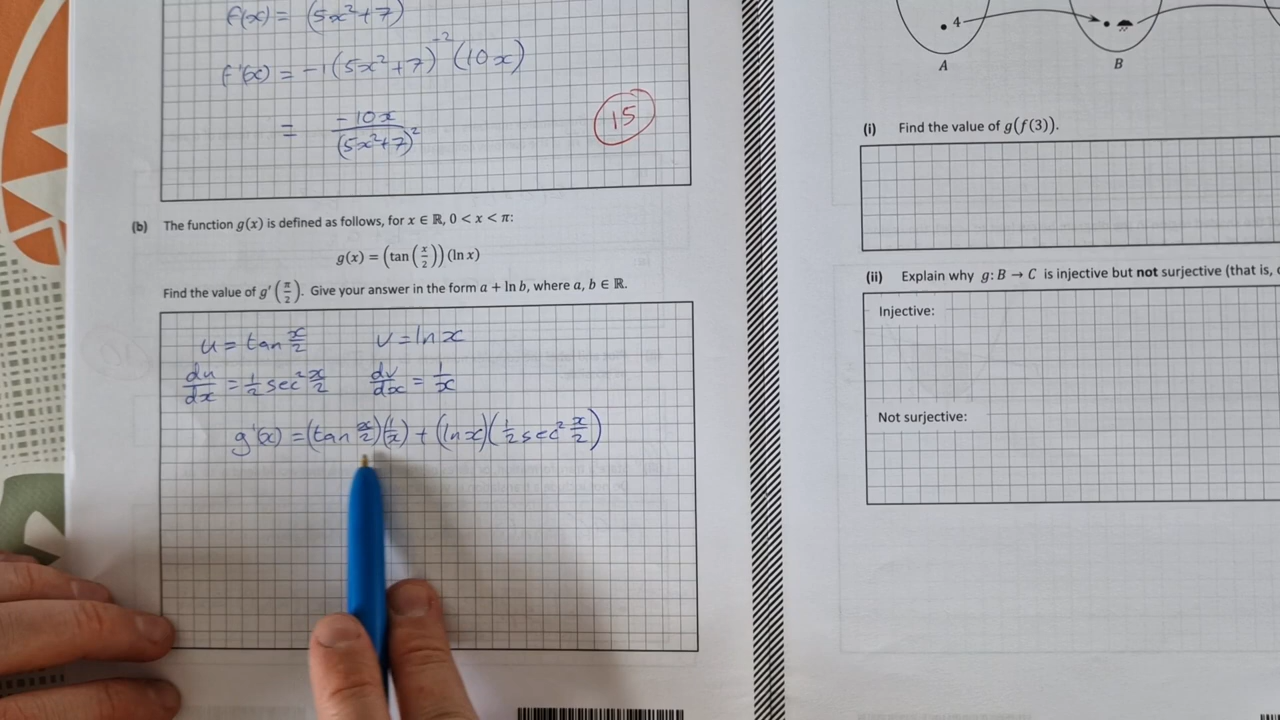 f(x) = (5x²+7)
f'(x) = -1(5x²+7)⁻²(10x)
= -10x/(5x²+7)²
15
(b) The function g(x) is defined as follows, for x ∈ ℝ, 0 < x < π:
g(x) = (tan(x/2))(ln x)
Find the value of g'(π/2). Give your answer in the form a + ln b, where a, b ∈ ℝ.
u = tan x/2 v = ln x
du/dx = 1/2 sec² x/2 dv/dx = 1/x
g'(x) = (tan x/2)(1/x) + (ln x)(1/2 sec² x/2)
4
A B
(i) Find the value of g(f(3)).
(ii) Explain why g: B → C is injective but not surjective (that is,
Injective:
Not surjective: